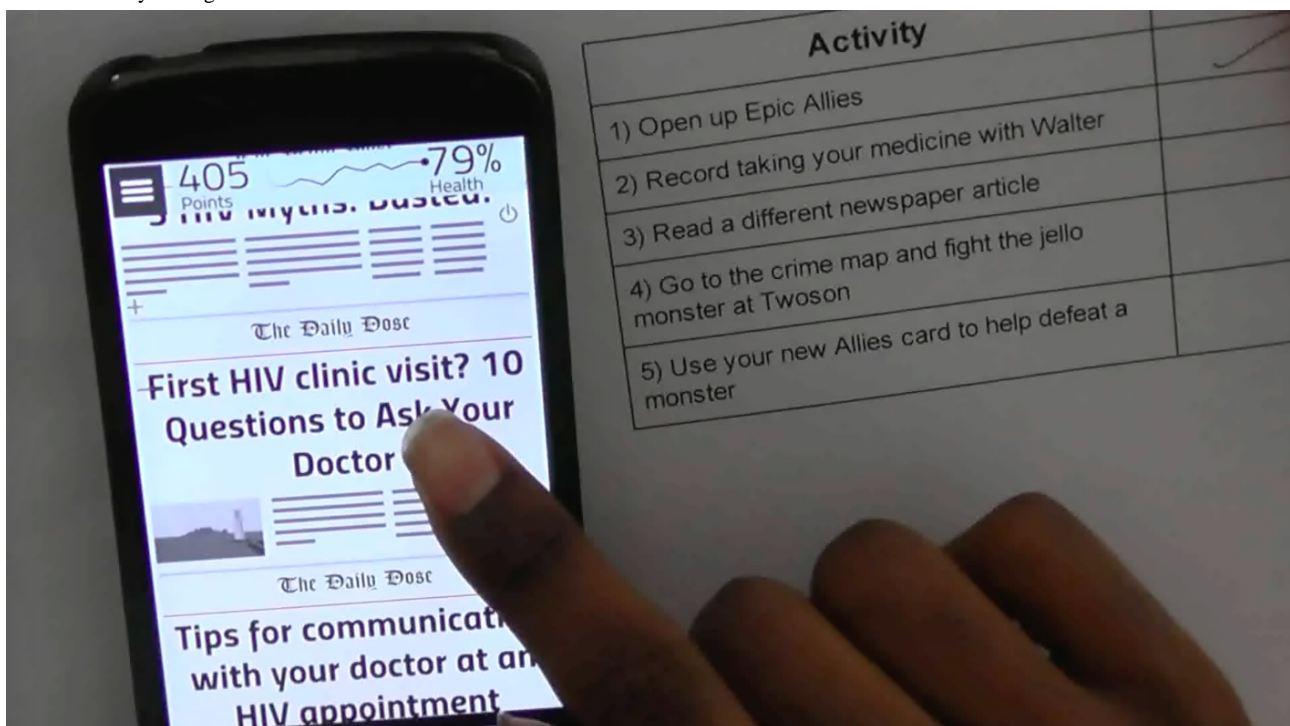 405
Points
79%
Health
HIV Myths. Busted.
The Daily Dose
First HIV clinic visit? 10
Questions to Ask Your
Doctor
The Daily Dose
Tips for
with your doctor at an
HIV appointment
Activity
1) Open up Epic Allies
2) Record taking your medicine with Walter
3) Read a different newspaper article
4) Go to the crime map and fight the jello
monster at Twoson
5) Use your new Allies card to help defeat a
monster